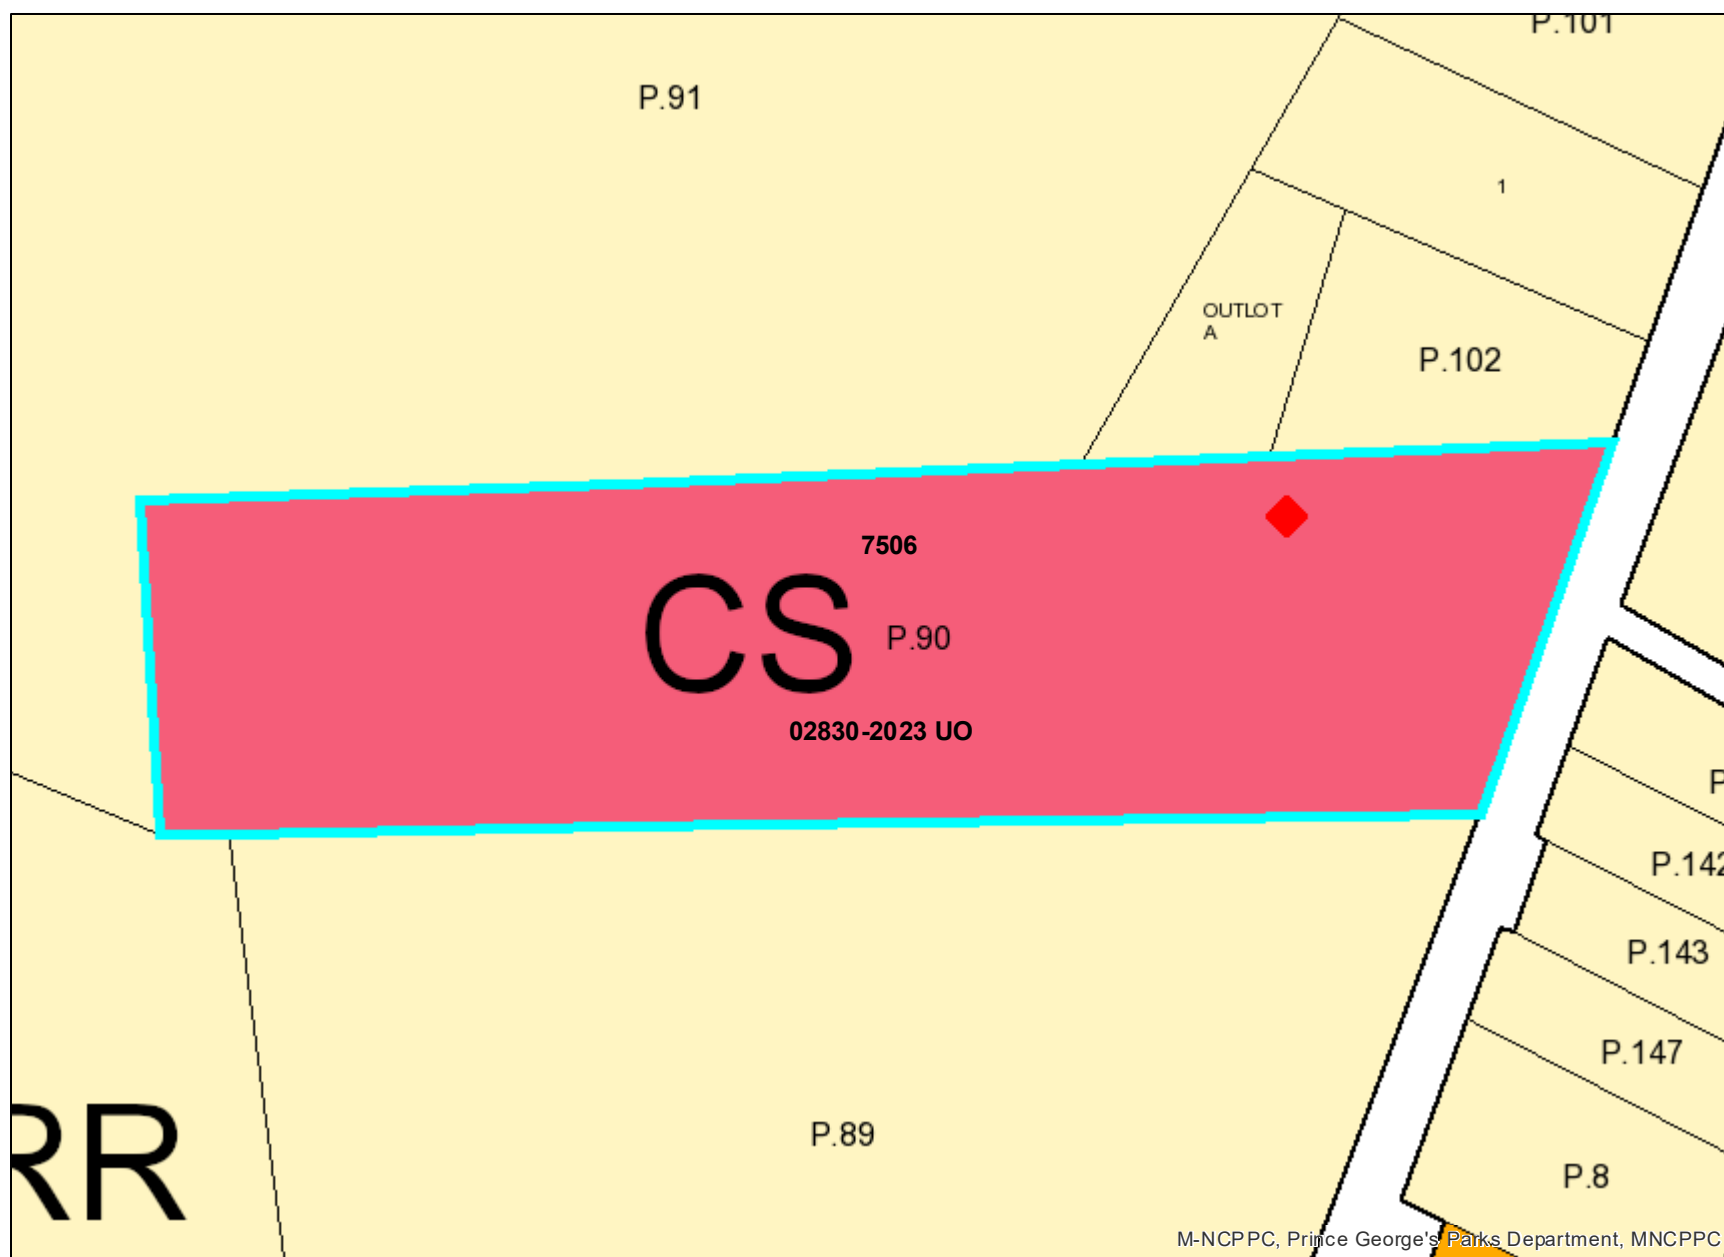 P.101
P.91
1
OUTLOT
A
P.102
7506
CS
P.90
02830-2023 UO
P.142
P.143
P.147
RR
P.89
P.8
M-NCPPC, Prince George's Parks Department, MNCPPC